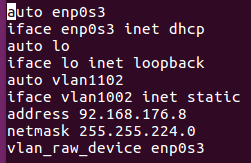 auto enp0s3
iface enp0s3 inet dhcp
auto lo
iface lo inet loopback
auto vlan1102
iface vlan1002 inet static
address 92.168.176.8
netmask 255.255.224.0
vlan_raw_device enp0s3